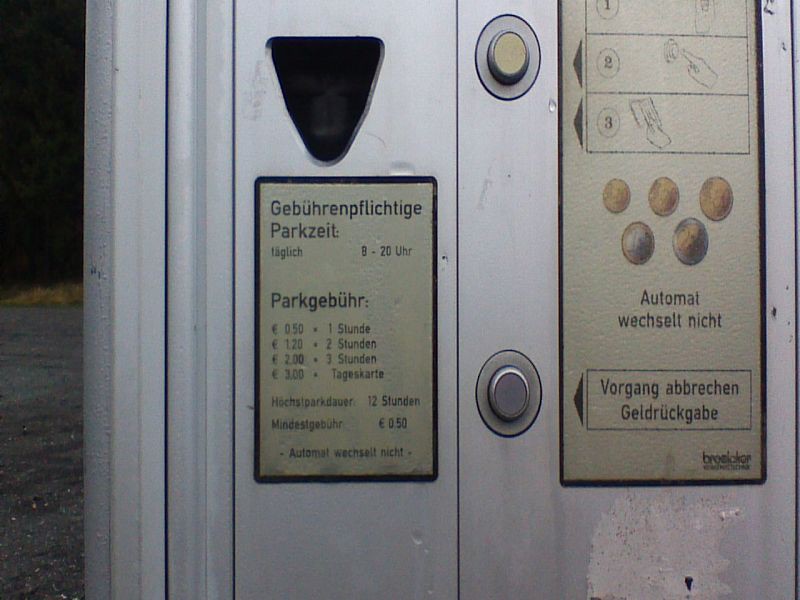 Gebührenpflichtige
Parkzeit:
täglich 8 - 20 Uhr
Parkgebühr:
€ 0.50 = 1 Stunde
€ 1.20 = 2 Stunden
€ 2.00 = 3 Stunden
€ 3.00 = Tageskarte
Höchstparkdauer: 12 Stunden
Mindestgebühr: € 0.50
- Automat wechselt nicht -
1
2
3
Automat
wechselt nicht
Vorgang abbrechen
Geldrückgabe